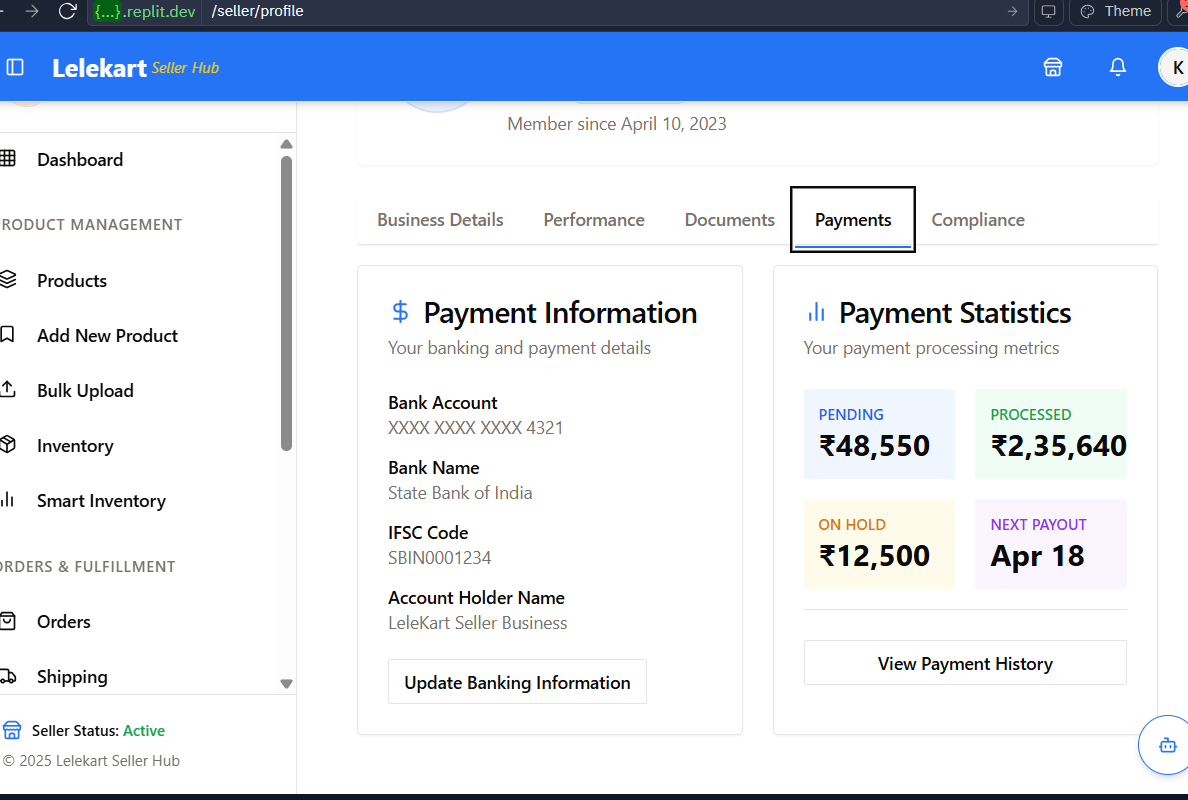 {...}.replit.dev /seller/profile
Theme
Lelekart Seller Hub
K
Member since April 10, 2023
Dashboard
RODUCT MANAGEMENT
Products
Add New Product
Bulk Upload
Inventory
Smart Inventory
ORDERS & FULFILLMENT
Orders
Shipping
Seller Status: Active
© 2025 Lelekart Seller Hub
Business Details
Performance
Documents
Payments
Compliance
Payment Information
Your banking and payment details
Bank Account
XXXX XXXX XXXX 4321
Bank Name
State Bank of India
IFSC Code
SBIN0001234
Account Holder Name
LeleKart Seller Business
Update Banking Information
Payment Statistics
Your payment processing metrics
PENDING
₹48,550
PROCESSED
₹2,35,640
ON HOLD
₹12,500
NEXT PAYOUT
Apr 18
View Payment History